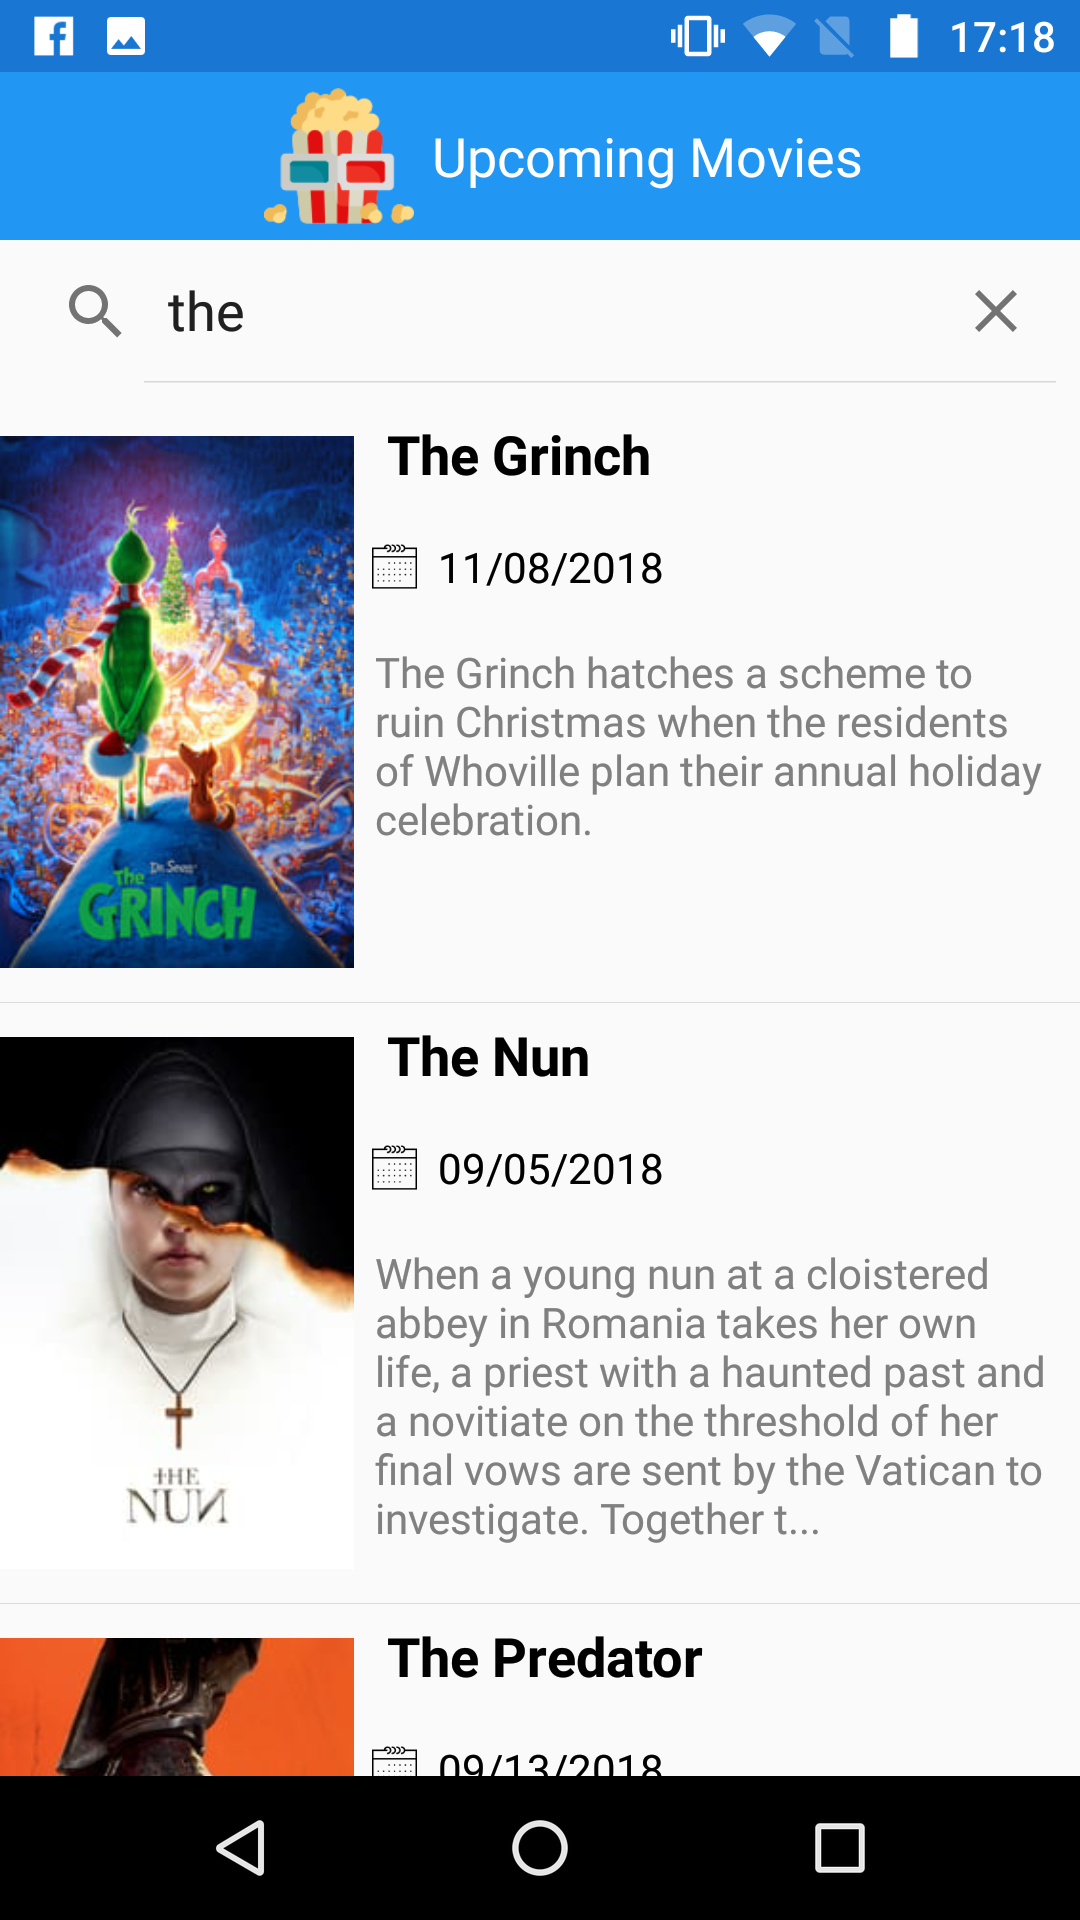 17:18
Upcoming Movies
the
The Grinch
11/08/2018
The Grinch hatches a scheme to
ruin Christmas when the residents
of Whoville plan their annual holiday
celebration.
Dr. Seuss'
The
GRINCH
The Nun
09/05/2018
When a young nun at a cloistered
abbey in Romania takes her own
life, a priest with a haunted past and
a novitiate on the threshold of her
final vows are sent by the Vatican to
investigate. Together t...
THE
NUN
The Predator
09/13/2018